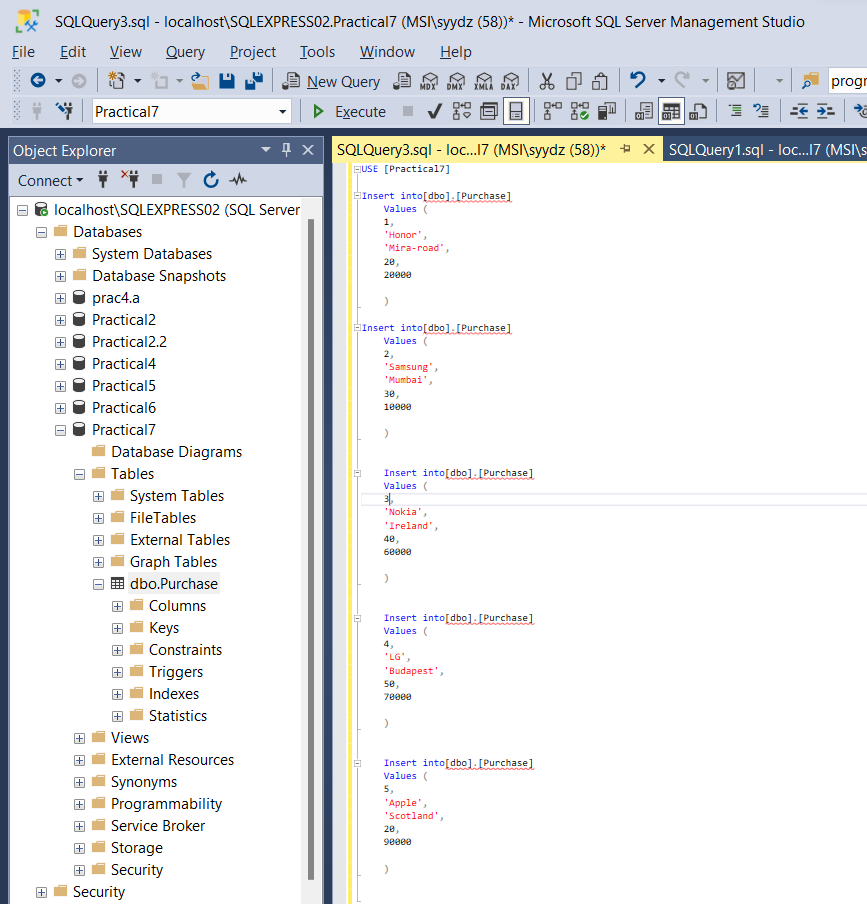 SQLQuery3.sql - localhost\SQLEXPRESS02.Practical7 (MSI\syydz (58))* - Microsoft SQL Server Management Studio
File Edit View Query Project Tools Window Help
New Query MDX DMX XMLA DAX progr
Practical7 Execute
Object Explorer
SQLQuery3.sql - loc...l7 (MSI\syydz (58))* SQLQuery1.sql - loc...l7 (MSI\s
Connect
localhost\SQLEXPRESS02 (SQL Server
Databases
System Databases
Database Snapshots
prac4.a
Practical2
Practical2.2
Practical4
Practical5
Practical6
Practical7
Database Diagrams
Tables
System Tables
FileTables
External Tables
Graph Tables
dbo.Purchase
Columns
Keys
Constraints
Triggers
Indexes
Statistics
Views
External Resources
Synonyms
Programmability
Service Broker
Storage
Security
Security
USE [Practical7]
Insert into[dbo].[Purchase]
Values (
1,
'Honor',
'Mira-road',
20,
20000
)
Insert into[dbo].[Purchase]
Values (
2,
'Samsung',
'Mumbai',
30,
10000
)
Insert into[dbo].[Purchase]
Values (
3,
'Nokia',
'Ireland',
40,
60000
)
Insert into[dbo].[Purchase]
Values (
4,
'LG',
'Budapest',
50,
70000
)
Insert into[dbo].[Purchase]
Values (
5,
'Apple',
'Scotland',
20,
90000
)